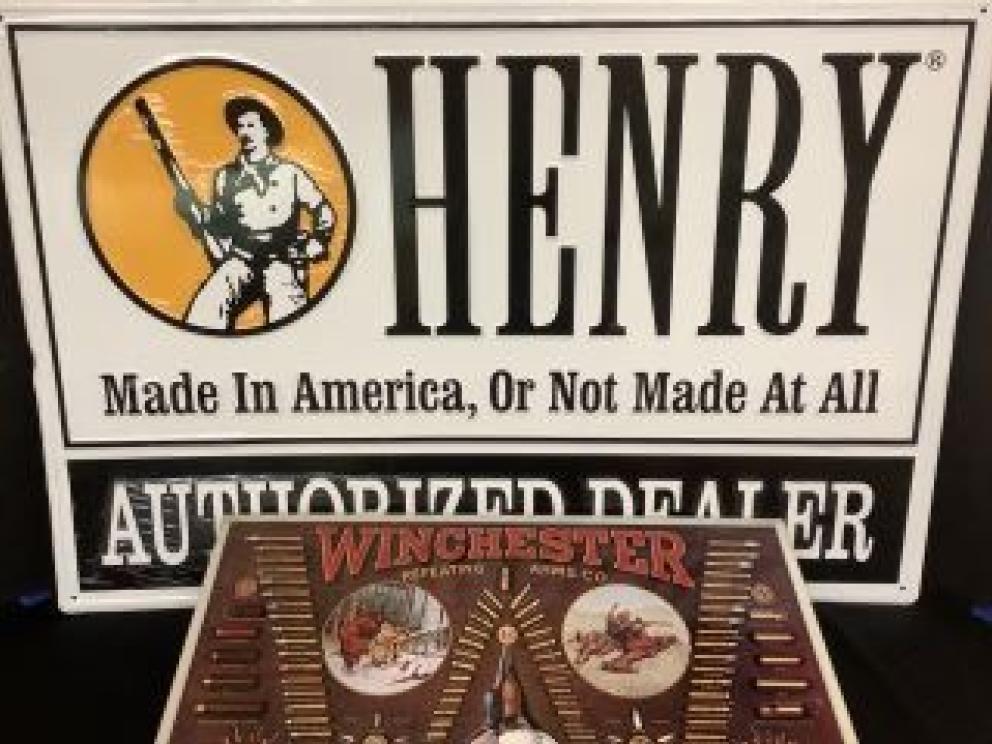 HENRY®
Made In America, Or Not Made At All
AUTHORIZED DEALER
WINCHESTER
REPEATING ARMS CO.